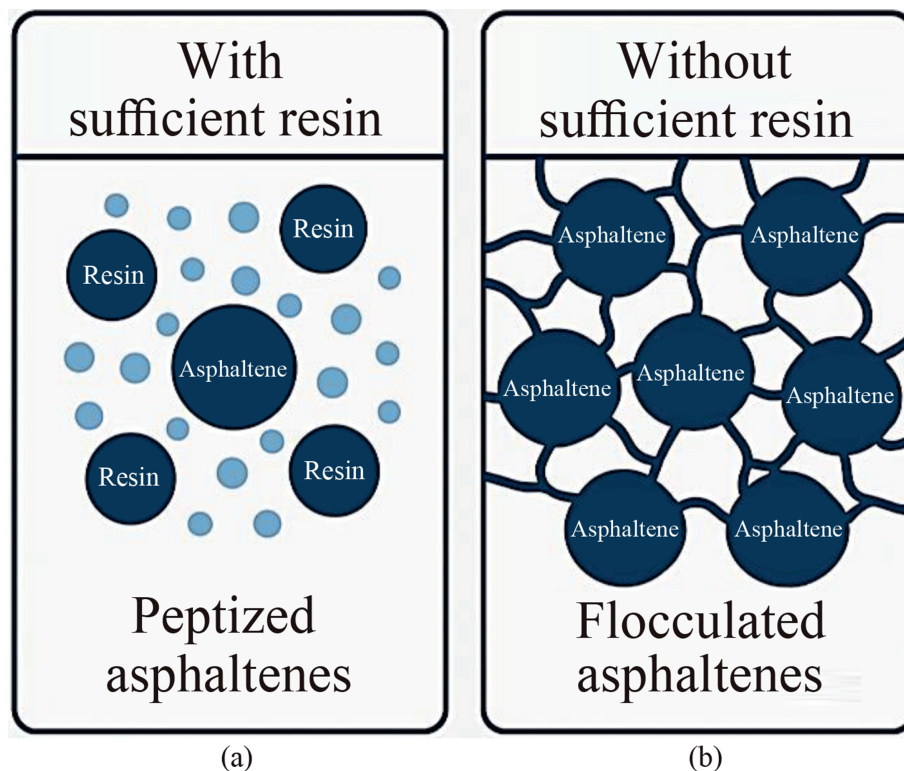 With
sufficient resin
Resin
Resin
Asphaltene
Resin
Resin
Peptized
asphaltenes
(a)
Without
sufficient resin
Asphaltene
Asphaltene
Asphaltene
Asphaltene
Asphaltene
Asphaltene
Asphaltene
Flocculated
asphaltenes
(b)